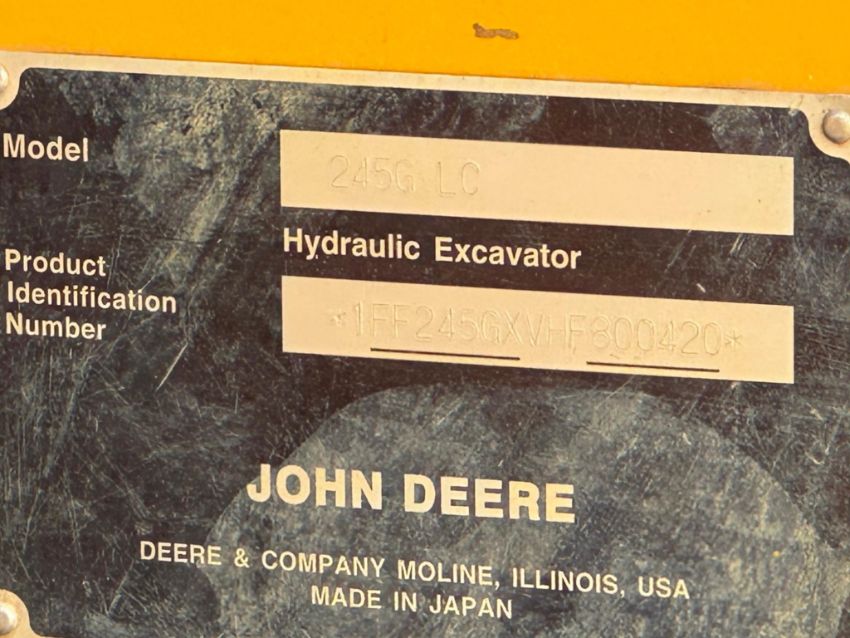 Model
245G LC
Hydraulic Excavator
Product
Identification
Number
*1FF245GXVHF800420*
JOHN DEERE
DEERE & COMPANY MOLINE, ILLINOIS, USA
MADE IN JAPAN